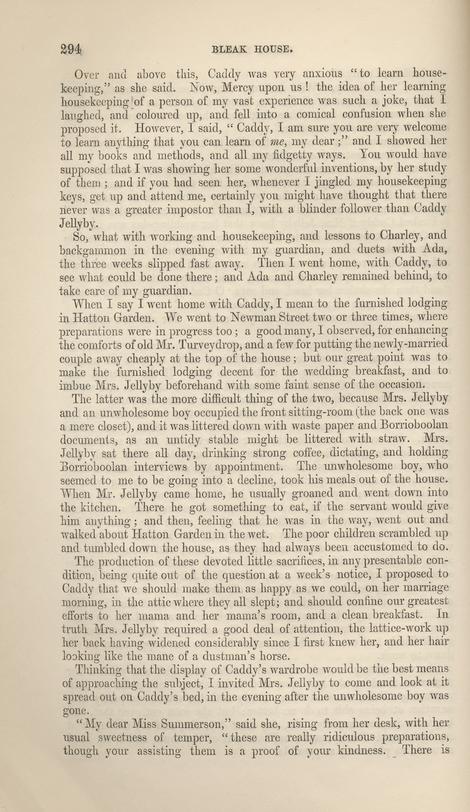 294 BLEAK HOUSE.
Over and above this, Caddy was very anxious “to learn house-
keeping,” as she said. Now, Mercy upon us! the idea of her learning
housekeeping of a person of my vast experience was such a joke, that I
laughed, and coloured up, and fell into a comical confusion when she
proposed it. However, I said, “Caddy, I am sure you are very welcome
to learn anything that you can learn of me, my dear;” and I showed her
all my books and methods, and all my fidgetty ways. You would have
supposed that I was showing her some wonderful inventions, by her study
of them; and if you had seen her, whenever I jingled my housekeeping
keys, get up and attend me, certainly you might have thought that there
never was a greater impostor than I, with a blinder follower than Caddy
Jellyby.
So, what with working and housekeeping, and lessons to Charley, and
backgammon in the evening with my guardian, and duets with Ada,
the three weeks slipped fast away. Then I went home, with Caddy, to
see what could be done there; and Ada and Charley remained behind, to
take care of my guardian.
When I say I went home with Caddy, I mean to the furnished lodging
in Hatton Garden. We went to Newman Street two or three times, where
preparations were in progress too; a good many, I observed, for enhancing
the comforts of old Mr. Turveydrop, and a few for putting the newly-married
couple away cheaply at the top of the house; but our great point was to
make the furnished lodging decent for the wedding breakfast, and to
imbue Mrs. Jellyby beforehand with some faint sense of the occasion.
The latter was the more difficult thing of the two, because Mrs. Jellyby
and an unwholesome boy occupied the front sitting-room (the back one was
a mere closet), and it was littered down with waste paper and Borrioboolan
documents, as an untidy stable might be littered with straw. Mrs.
Jellyby sat there all day, drinking strong coffee, dictating, and holding
Borrioboolan interviews by appointment. The unwholesome boy, who
seemed to me to be going into a decline, took his meals out of the house.
When Mr. Jellyby came home, he usually groaned and went down into
the kitchen. There he got something to eat, if the servant would give
him anything; and then, feeling that he was in the way, went out and
walked about Hatton Garden in the wet. The poor children scrambled up
and tumbled down the house, as they had always been accustomed to do.
The production of these devoted little sacrifices, in any presentable con-
dition, being quite out of the question at a week’s notice, I proposed to
Caddy that we should make them as happy as we could, on her marriage
morning, in the attic where they all slept; and should confine our greatest
efforts to her mama and her mama’s room, and a clean breakfast. In
truth Mrs. Jellyby required a good deal of attention, the lattice-work up
her back having widened considerably since I first knew her, and her hair
looking like the mane of a dustman’s horse.
Thinking that the display of Caddy’s wardrobe would be the best means
of approaching the subject, I invited Mrs. Jellyby to come and look at it
spread out on Caddy’s bed, in the evening after the unwholesome boy was
gone.
“My dear Miss Summerson,” said she, rising from her desk, with her
usual sweetness of temper, “these are really ridiculous preparations,
though your assisting them is a proof of your kindness. There is